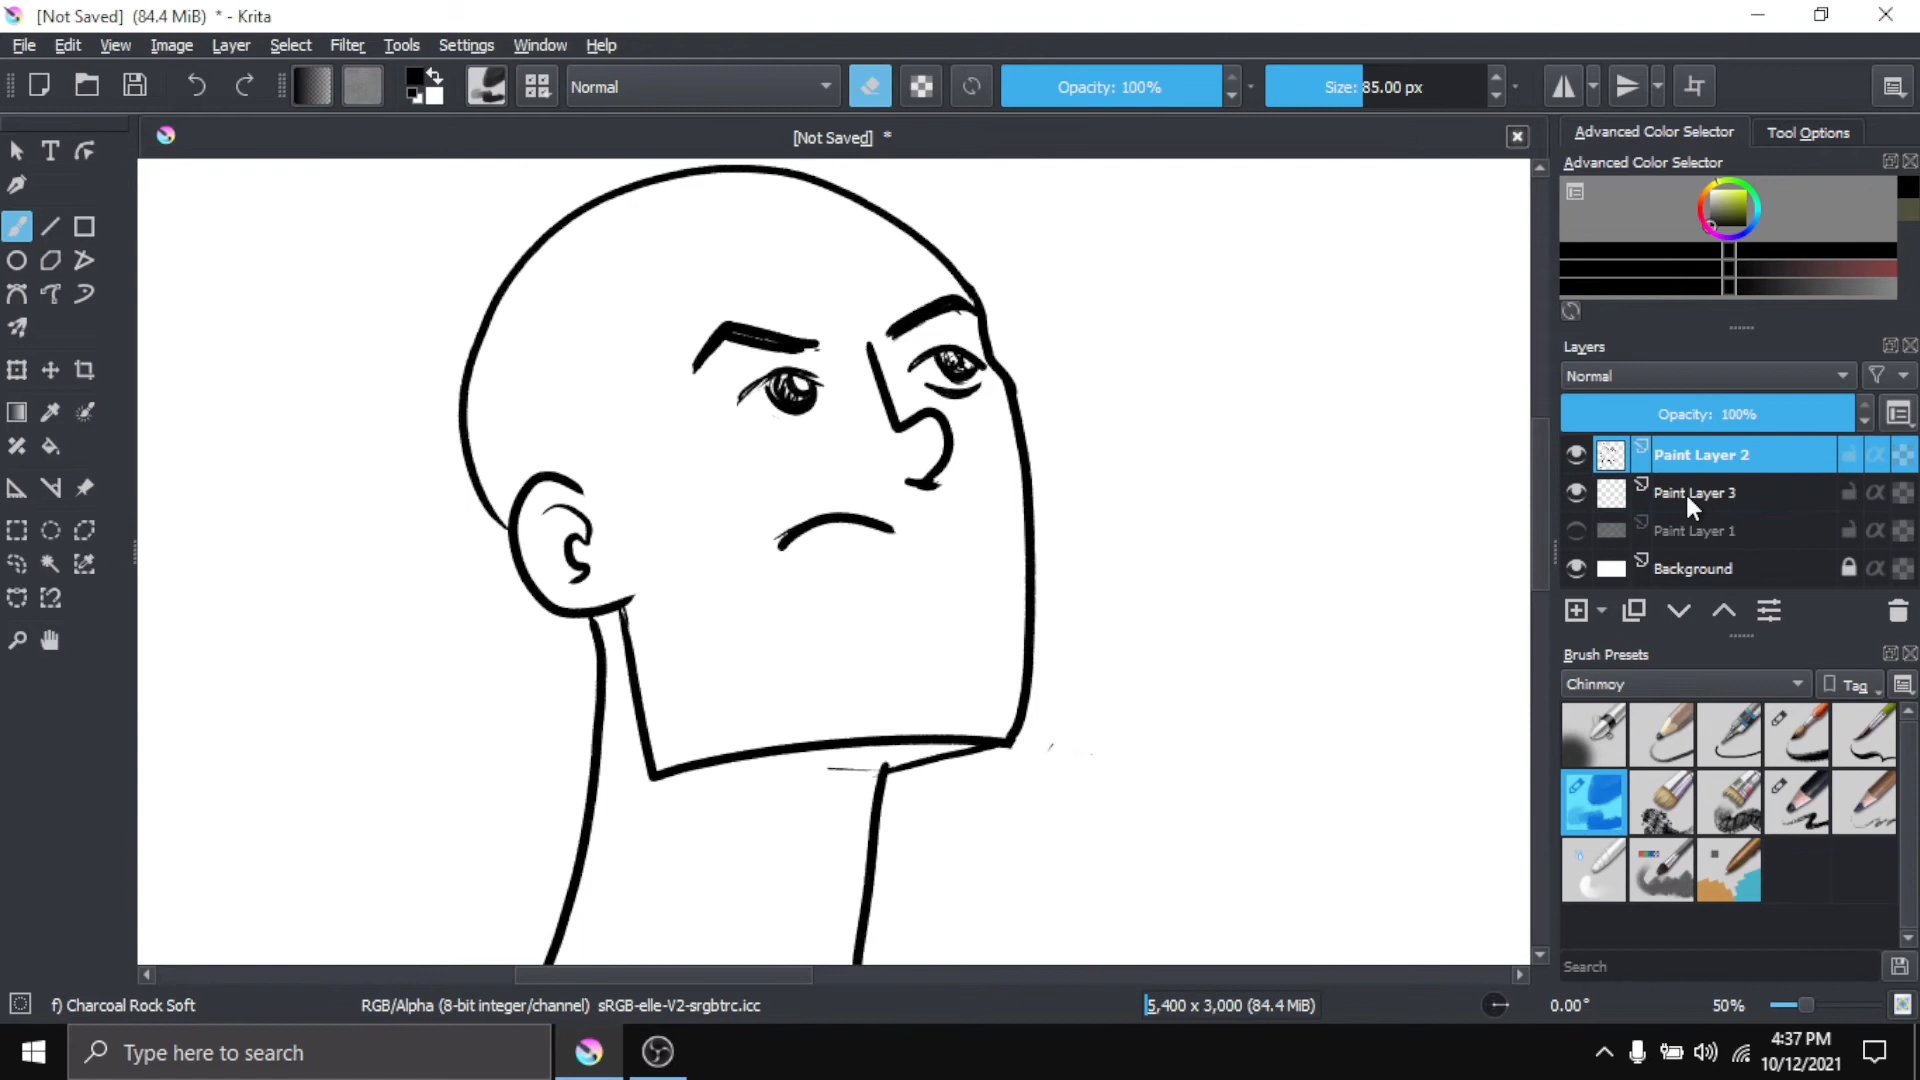 [Not Saved] (84.4 MiB) * - Krita
File Edit View Image Layer Select Filter Tools Settings Window Help
Normal
Opacity: 100%
Size: 85.00 px
[Not Saved] *
Advanced Color Selector
Tool Options
Advanced Color Selector
Layers
Normal
Opacity: 100%
Paint Layer 2
Paint Layer 3
Paint Layer 1
Background
Brush Presets
Chinmoy
Tag
Search
f) Charcoal Rock Soft
RGB/Alpha (8-bit integer/channel) sRGB-elle-V2-srgbtrc.icc
5,400 x 3,000 (84.4 MiB)
0.00°
50%
Type here to search
4:37 PM
10/12/2021